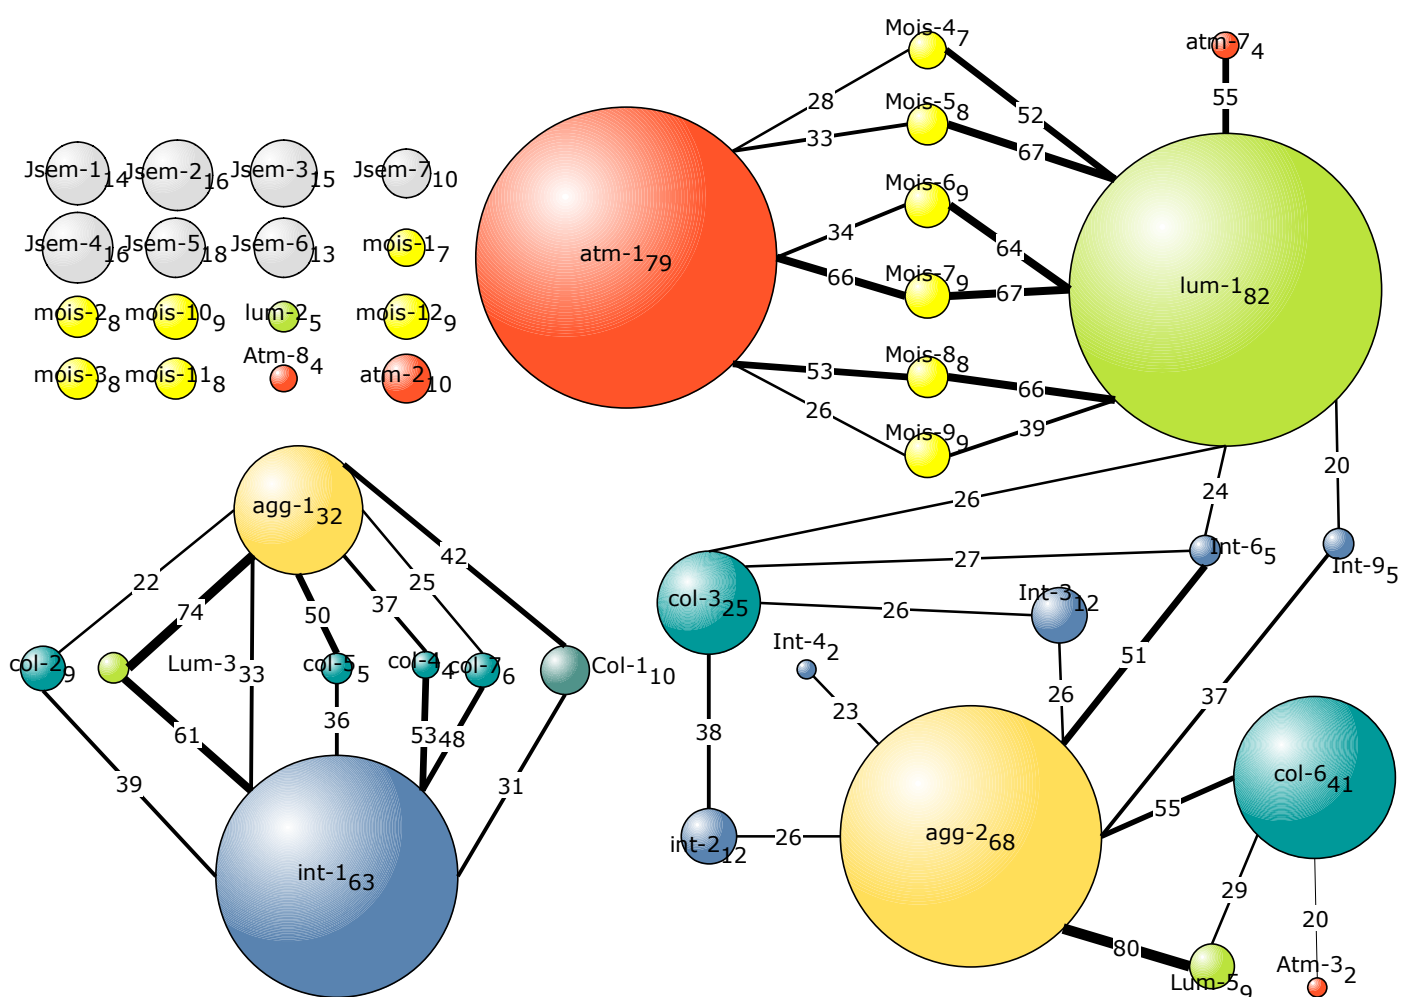 Mois-4 7
atm-7 4
28
52
55
Mois-5 8
33
67
Jsem-1 14
Jsem-2 16
Jsem-3 15
Jsem-7 10
Mois-6 9
34
64
Jsem-4 16
Jsem-5 18
Jsem-6 13
mois-1 7
atm-1 79
Mois-7 9
66
67
lum-1 82
mois-2 8
mois-10 9
lum-2 5
mois-12 9
Atm-8 4
mois-3 8
mois-11 8
atm-2 10
53
Mois-8 8
66
26
Mois-9 9
39
20
26
24
agg-1 32
42
22
74
50
37
25
27
Int-6 5
Int-9 5
col-3 25
26
Int-3 12
Int-4 2
51
col-2 9
Lum-3 33
col-5 5
col-4 4
col-7 6
Col-1 10
26
37
23
61
36
53
48
38
39
31
55
col-6 41
int-2 12
26
agg-2 68
int-1 63
29
20
80
Lum-5 9
Atm-3 2